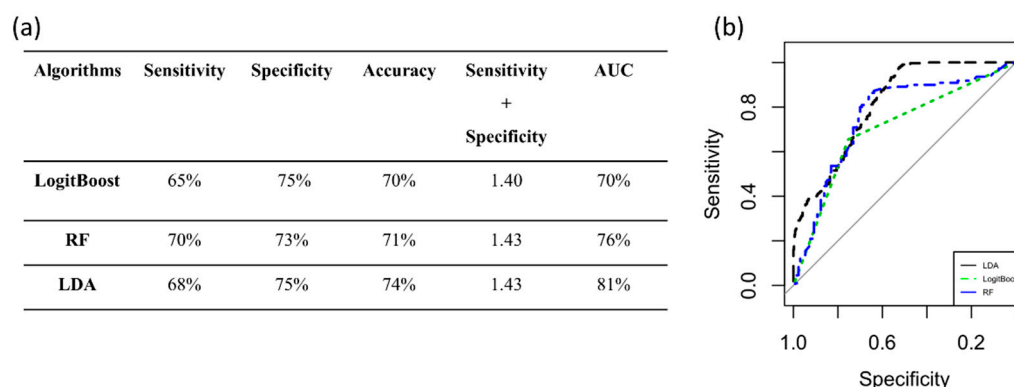 (a)
Algorithms Sensitivity Specificity Accuracy Sensitivity AUC
+
Specificity
LogitBoost 65% 75% 70% 1.40 70%
RF 70% 73% 71% 1.43 76%
LDA 68% 75% 74% 1.43 81%
(b)
Sensitivity
0.8
0.4
0.0
LDA
LogitBoos
RF
1.0 0.6 0.2
Specificity